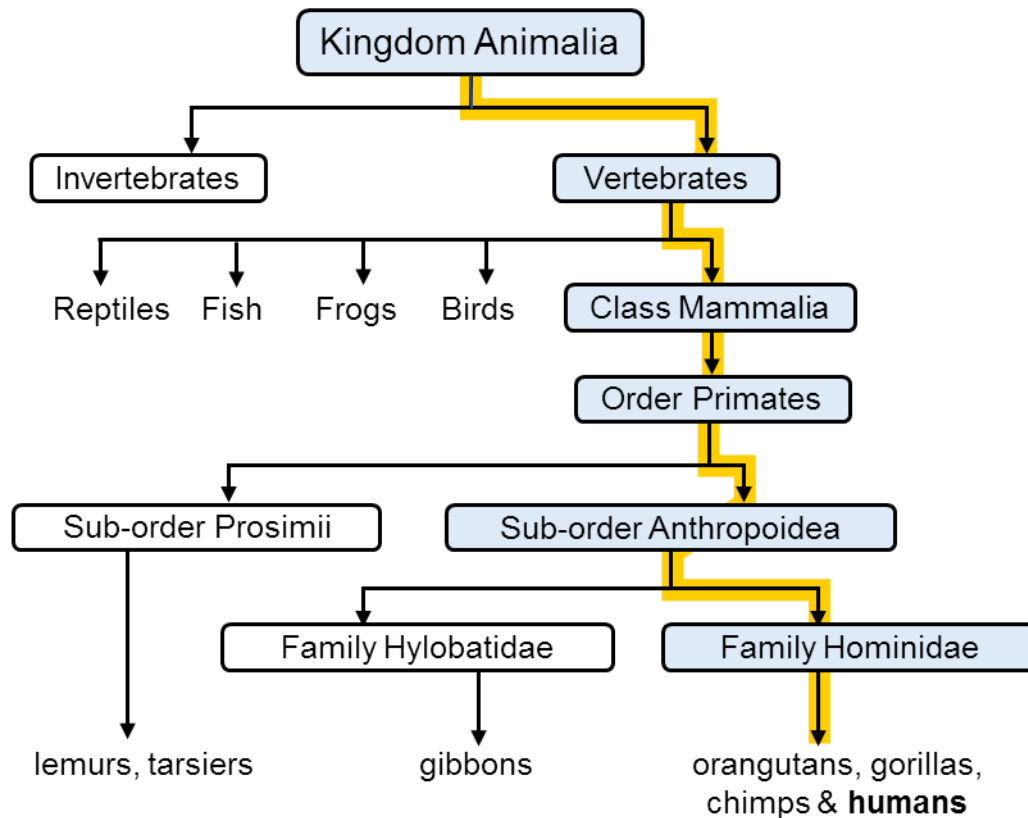 Kingdom Animalia
Invertebrates
Vertebrates
Reptiles
Fish
Frogs
Birds
Class Mammalia
Order Primates
Sub-order Prosimii
Sub-order Anthropoidea
Family Hylobatidae
Family Hominidae
lemurs, tarsiers
gibbons
orangutans, gorillas,
chimps & humans